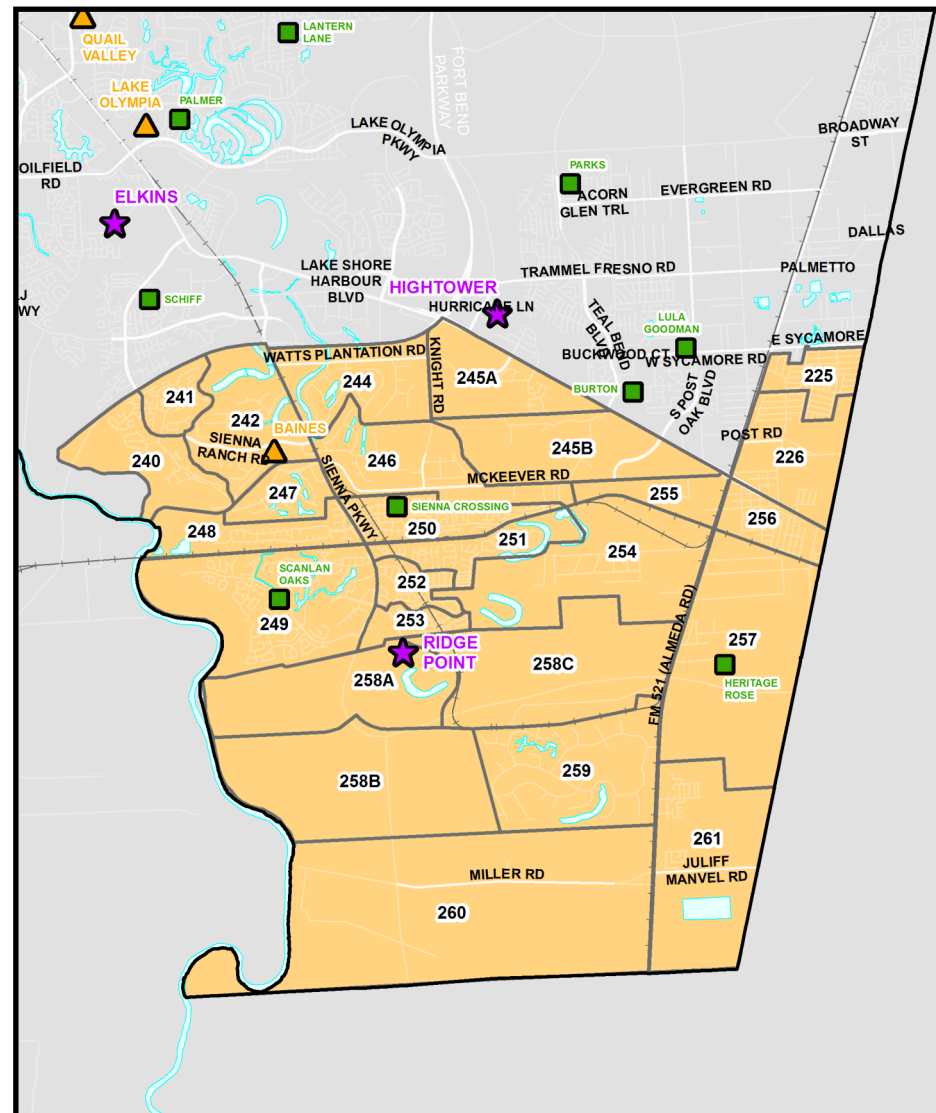 QUAIL
VALLEY
LANTERN
LANE
LAKE
OLYMPIA
PALMER
FORT BEND
PARKWAY
LAKE OLYMPIA
PKWY
BROADWAY
ST
OILFIELD
RD
PARKS
ACORN
GLEN TRL
EVERGREEN RD
ELKINS
DALLAS
LAKE SHORE
HARBOUR
BLVD
TRAMMEL FRESNO RD
PALMETTO
HIGHTOWER
HURRICANE LN
SCHIFF
LJ
WY
TEAL BEND
BLVD
LULA
GOODMAN
E SYCAMORE
WATTS PLANTATION RD
KNIGHT RD
BUCKWOOD CT
W SYCAMORE RD
244
245A
225
241
BURTON
S POST
OAK BLVD
242
BAINES
POST RD
SIENNA
RANCH RD
245B
226
240
246
SIENNA PKWY
MCKEEVER RD
247
255
SIENNA CROSSING
256
248
250
251
254
SCANLAN
OAKS
252
249
253
FM 521 (ALMEDA RD)
257
RIDGE
POINT
258A
258C
HERITAGE
ROSE
258B
259
261
JULIFF
MANVEL RD
MILLER RD
260